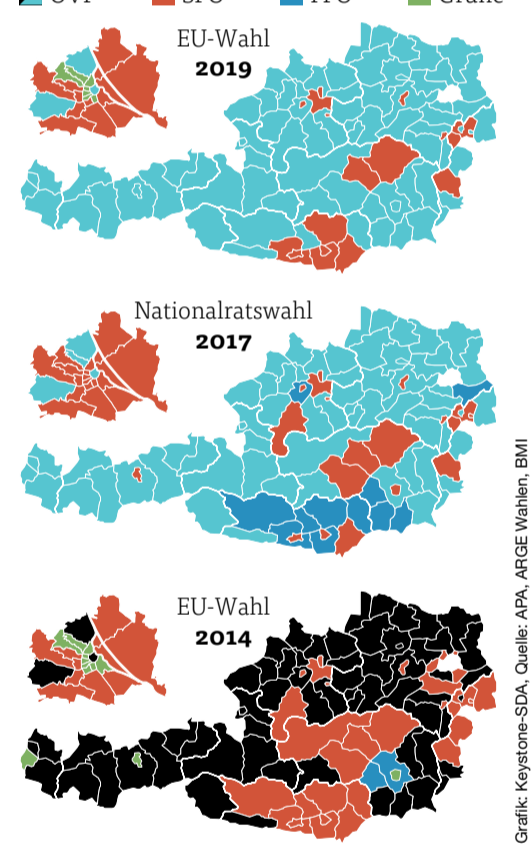 EU-Wahl
2019
Nationalratswahl
2017
EU-Wahl
2014
Grafik: Keystone-SDA, Quelle: APA, ARGE Wahlen, BMI